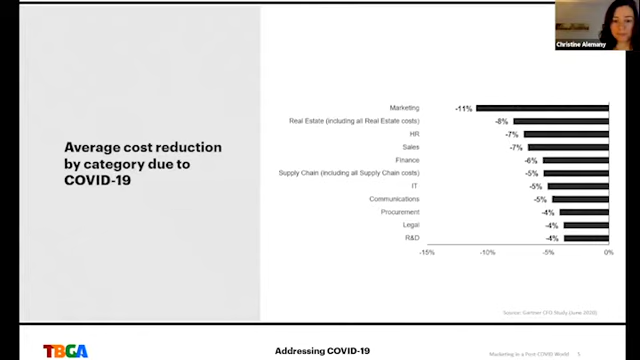 Christine Alemany
Average cost reduction
by category due to
COVID-19
Marketing -11%
Real Estate (including all Real Estate costs) -8%
HR -7%
Sales -7%
Finance -6%
Supply Chain (including all Supply Chain costs) -5%
IT -5%
Communications -5%
Procurement -4%
Legal -4%
R&D -4%
-15% -10% -5% 0%
Source: Gartner CFO Study (June 2020)
TBGA
Addressing COVID-19
Marketing in a Post-COVID World 5